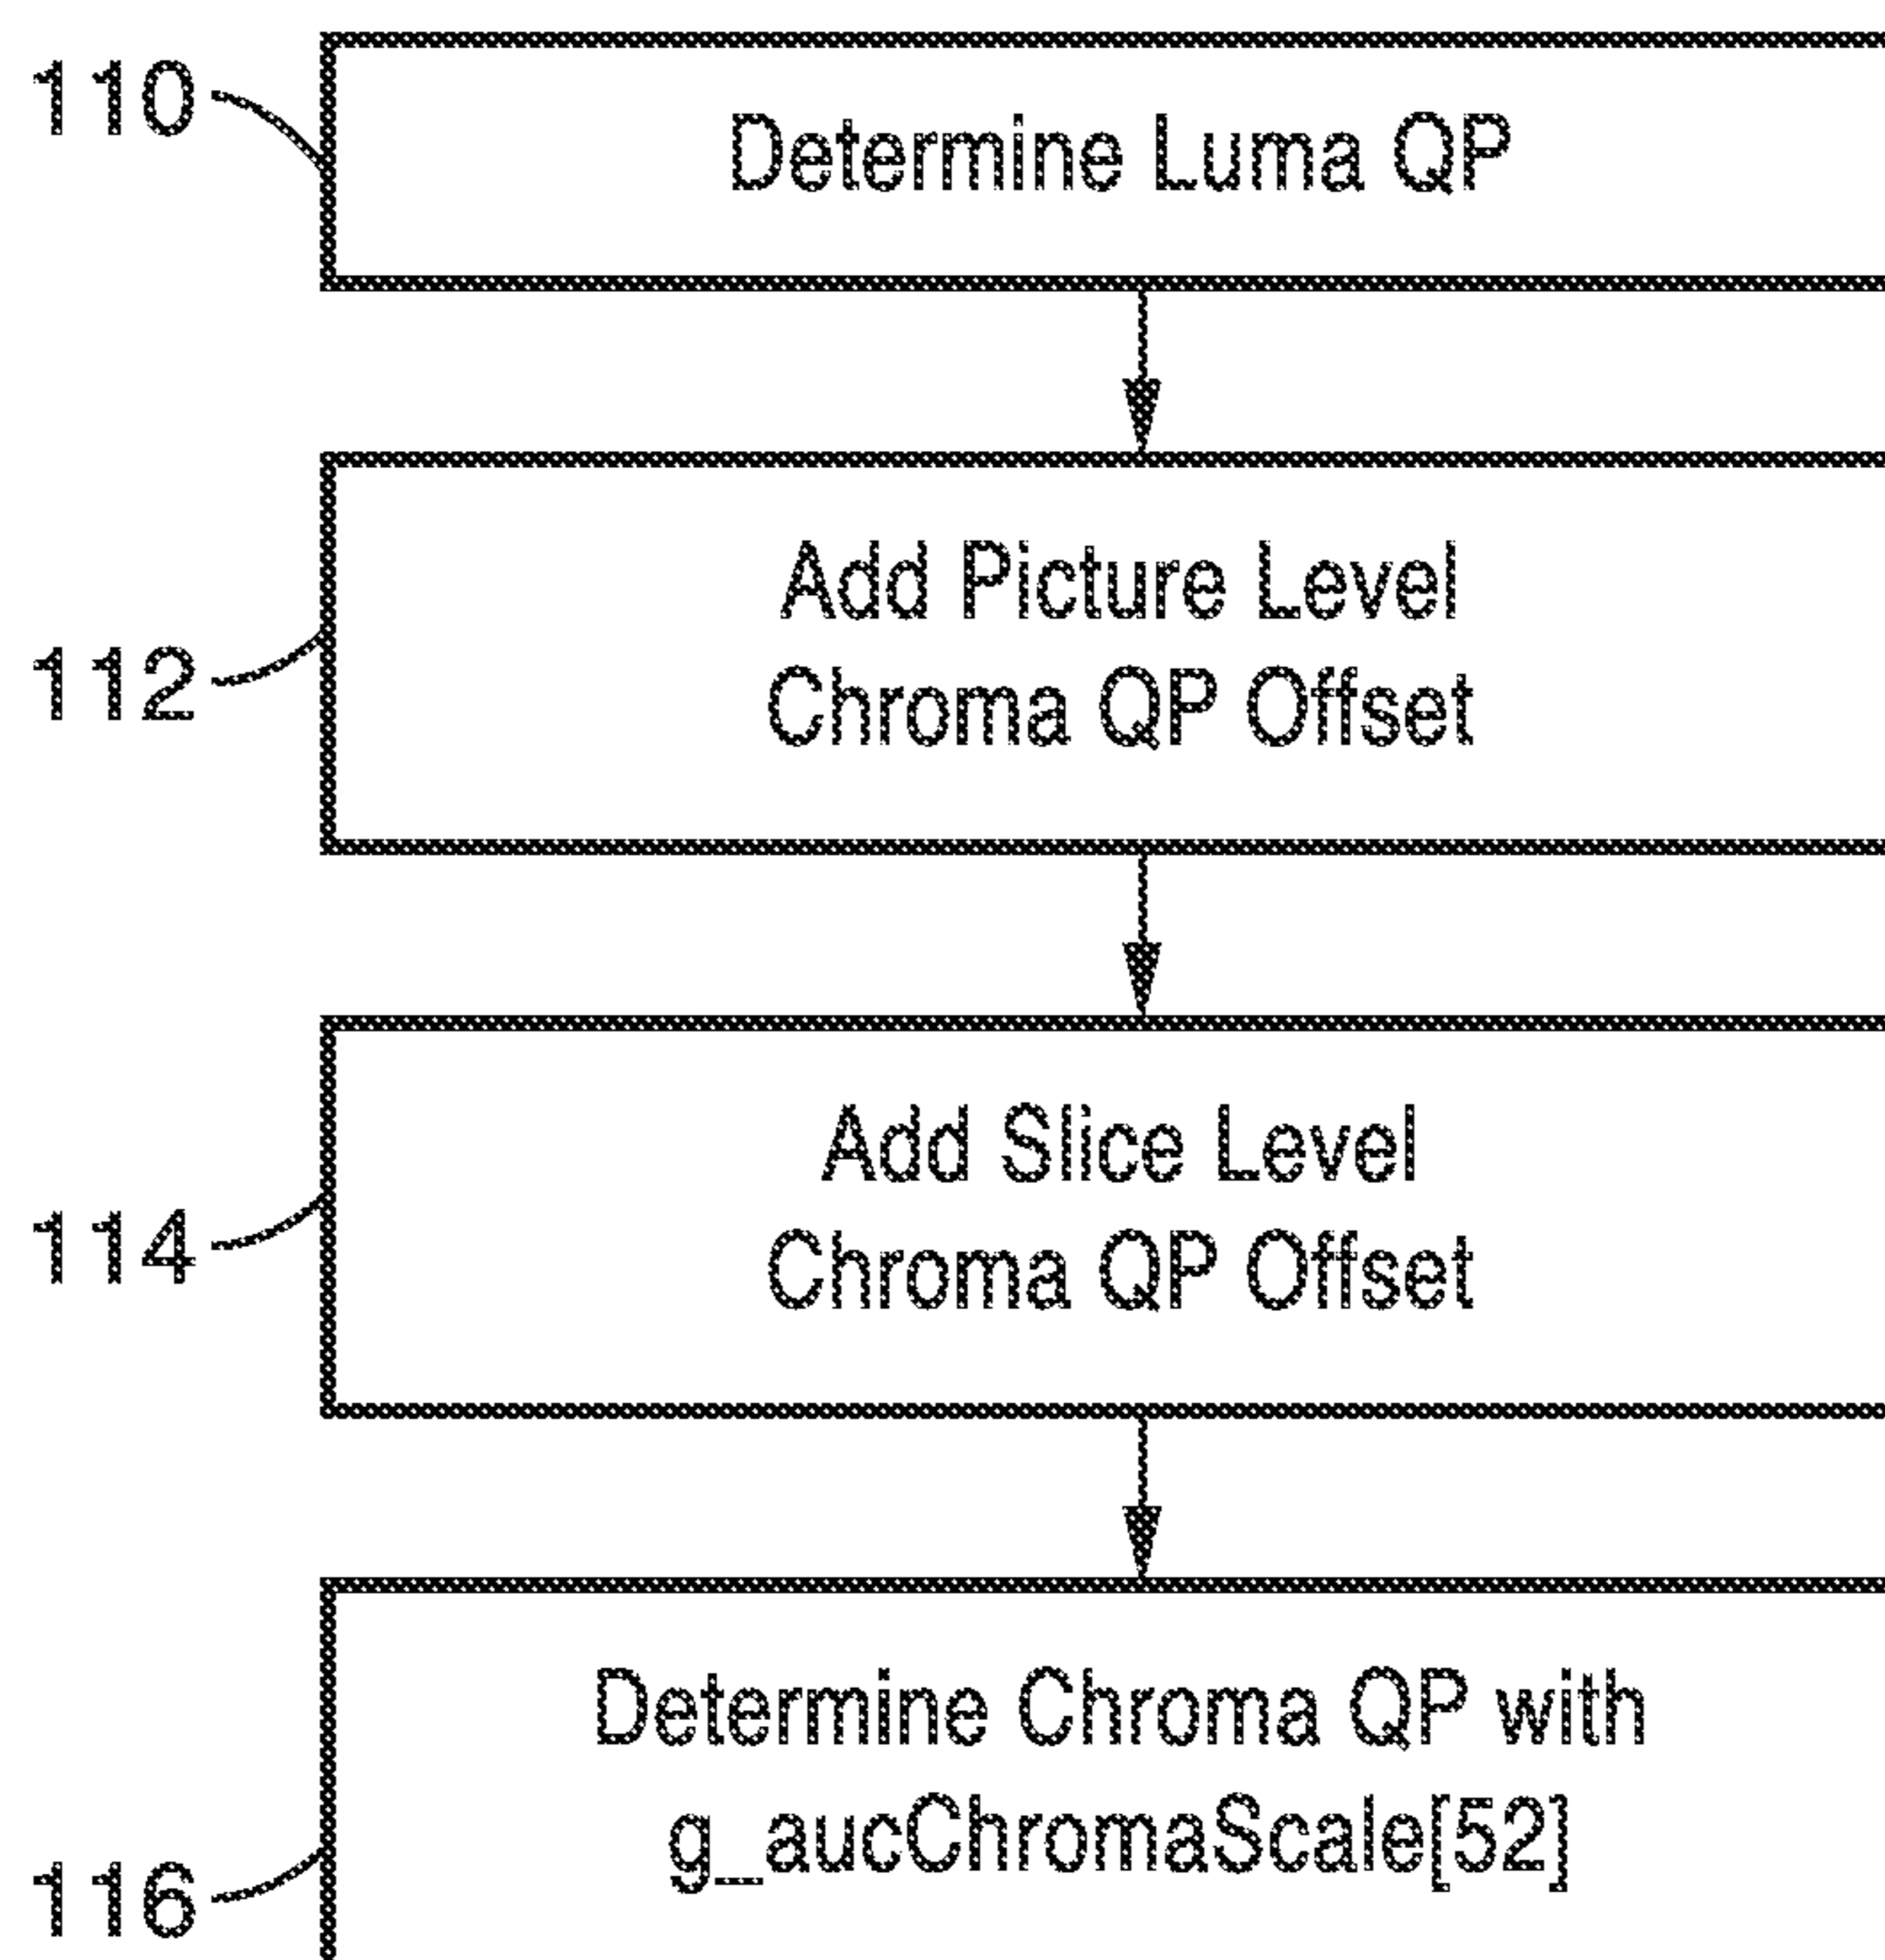 110
Determine Luma QP
112
Add Picture Level
Chroma QP Offset
114
Add Slice Level
Chroma QP Offset
116
Determine Chroma QP with
g_aucChromaScale[52]